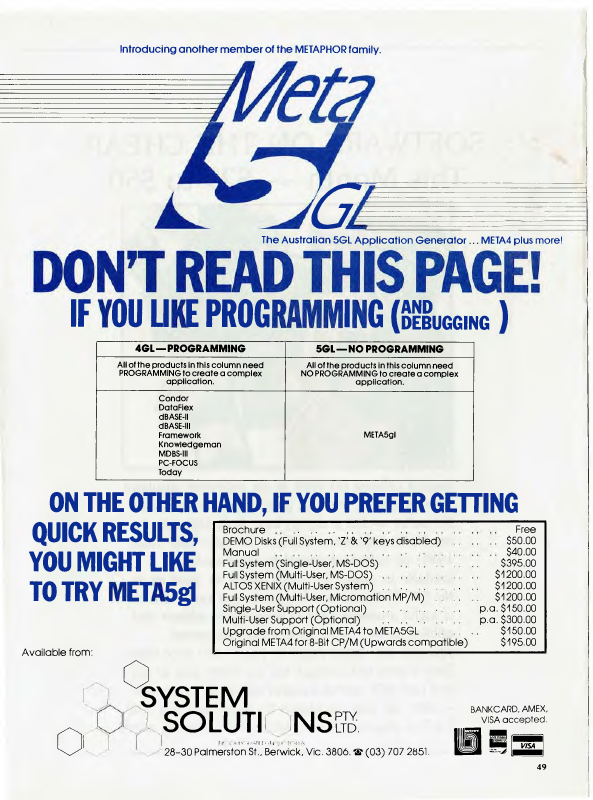 Introducing another member of the METAPHOR family.
Meta
5
GL
The Australian 5GL Application Generator ... META4 plus more!
DON'T READ THIS PAGE!
IF YOU LIKE PROGRAMMING (AND DEBUGGING )
4GL—PROGRAMMING
All of the products in this column need
PROGRAMMING to create a complex
application.
Condor
DataFlex
dBASE-II
dBASE-III
Framework
Knowledgeman
MDBS-III
PC-FOCUS
Today
5GL—NO PROGRAMMING
All of the products in this column need
NO PROGRAMMING to create a complex
application.
META5gl
ON THE OTHER HAND, IF YOU PREFER GETTING
QUICK RESULTS,
YOU MIGHT LIKE
TO TRY META5gl
Brochure .. Free
DEMO Disks (Full System, 'Z' & '9' keys disabled) .. $50.00
Manual .. $40.00
Full System (Single-User, MS-DOS) .. $395.00
Full System (Multi-User, MS-DOS) .. $1200.00
ALTOS XENIX (Multi-User System) .. $1200.00
Full System (Multi-User, Micromation MP/M) .. $1200.00
Single-User Support (Optional) .. p.a. $150.00
Multi-User Support (Optional) .. p.a. $300.00
Upgrade from Original META4 to META5GL .. $150.00
Original META4 for 8-Bit CP/M (Upwards compatible) $195.00
Available from:
SYSTEM
SOLUTIONS PTY. LTD.
28–30 Palmerston St., Berwick, Vic. 3806. ☎ (03) 707 2851.
BANKCARD, AMEX,
VISA accepted.
VISA
49